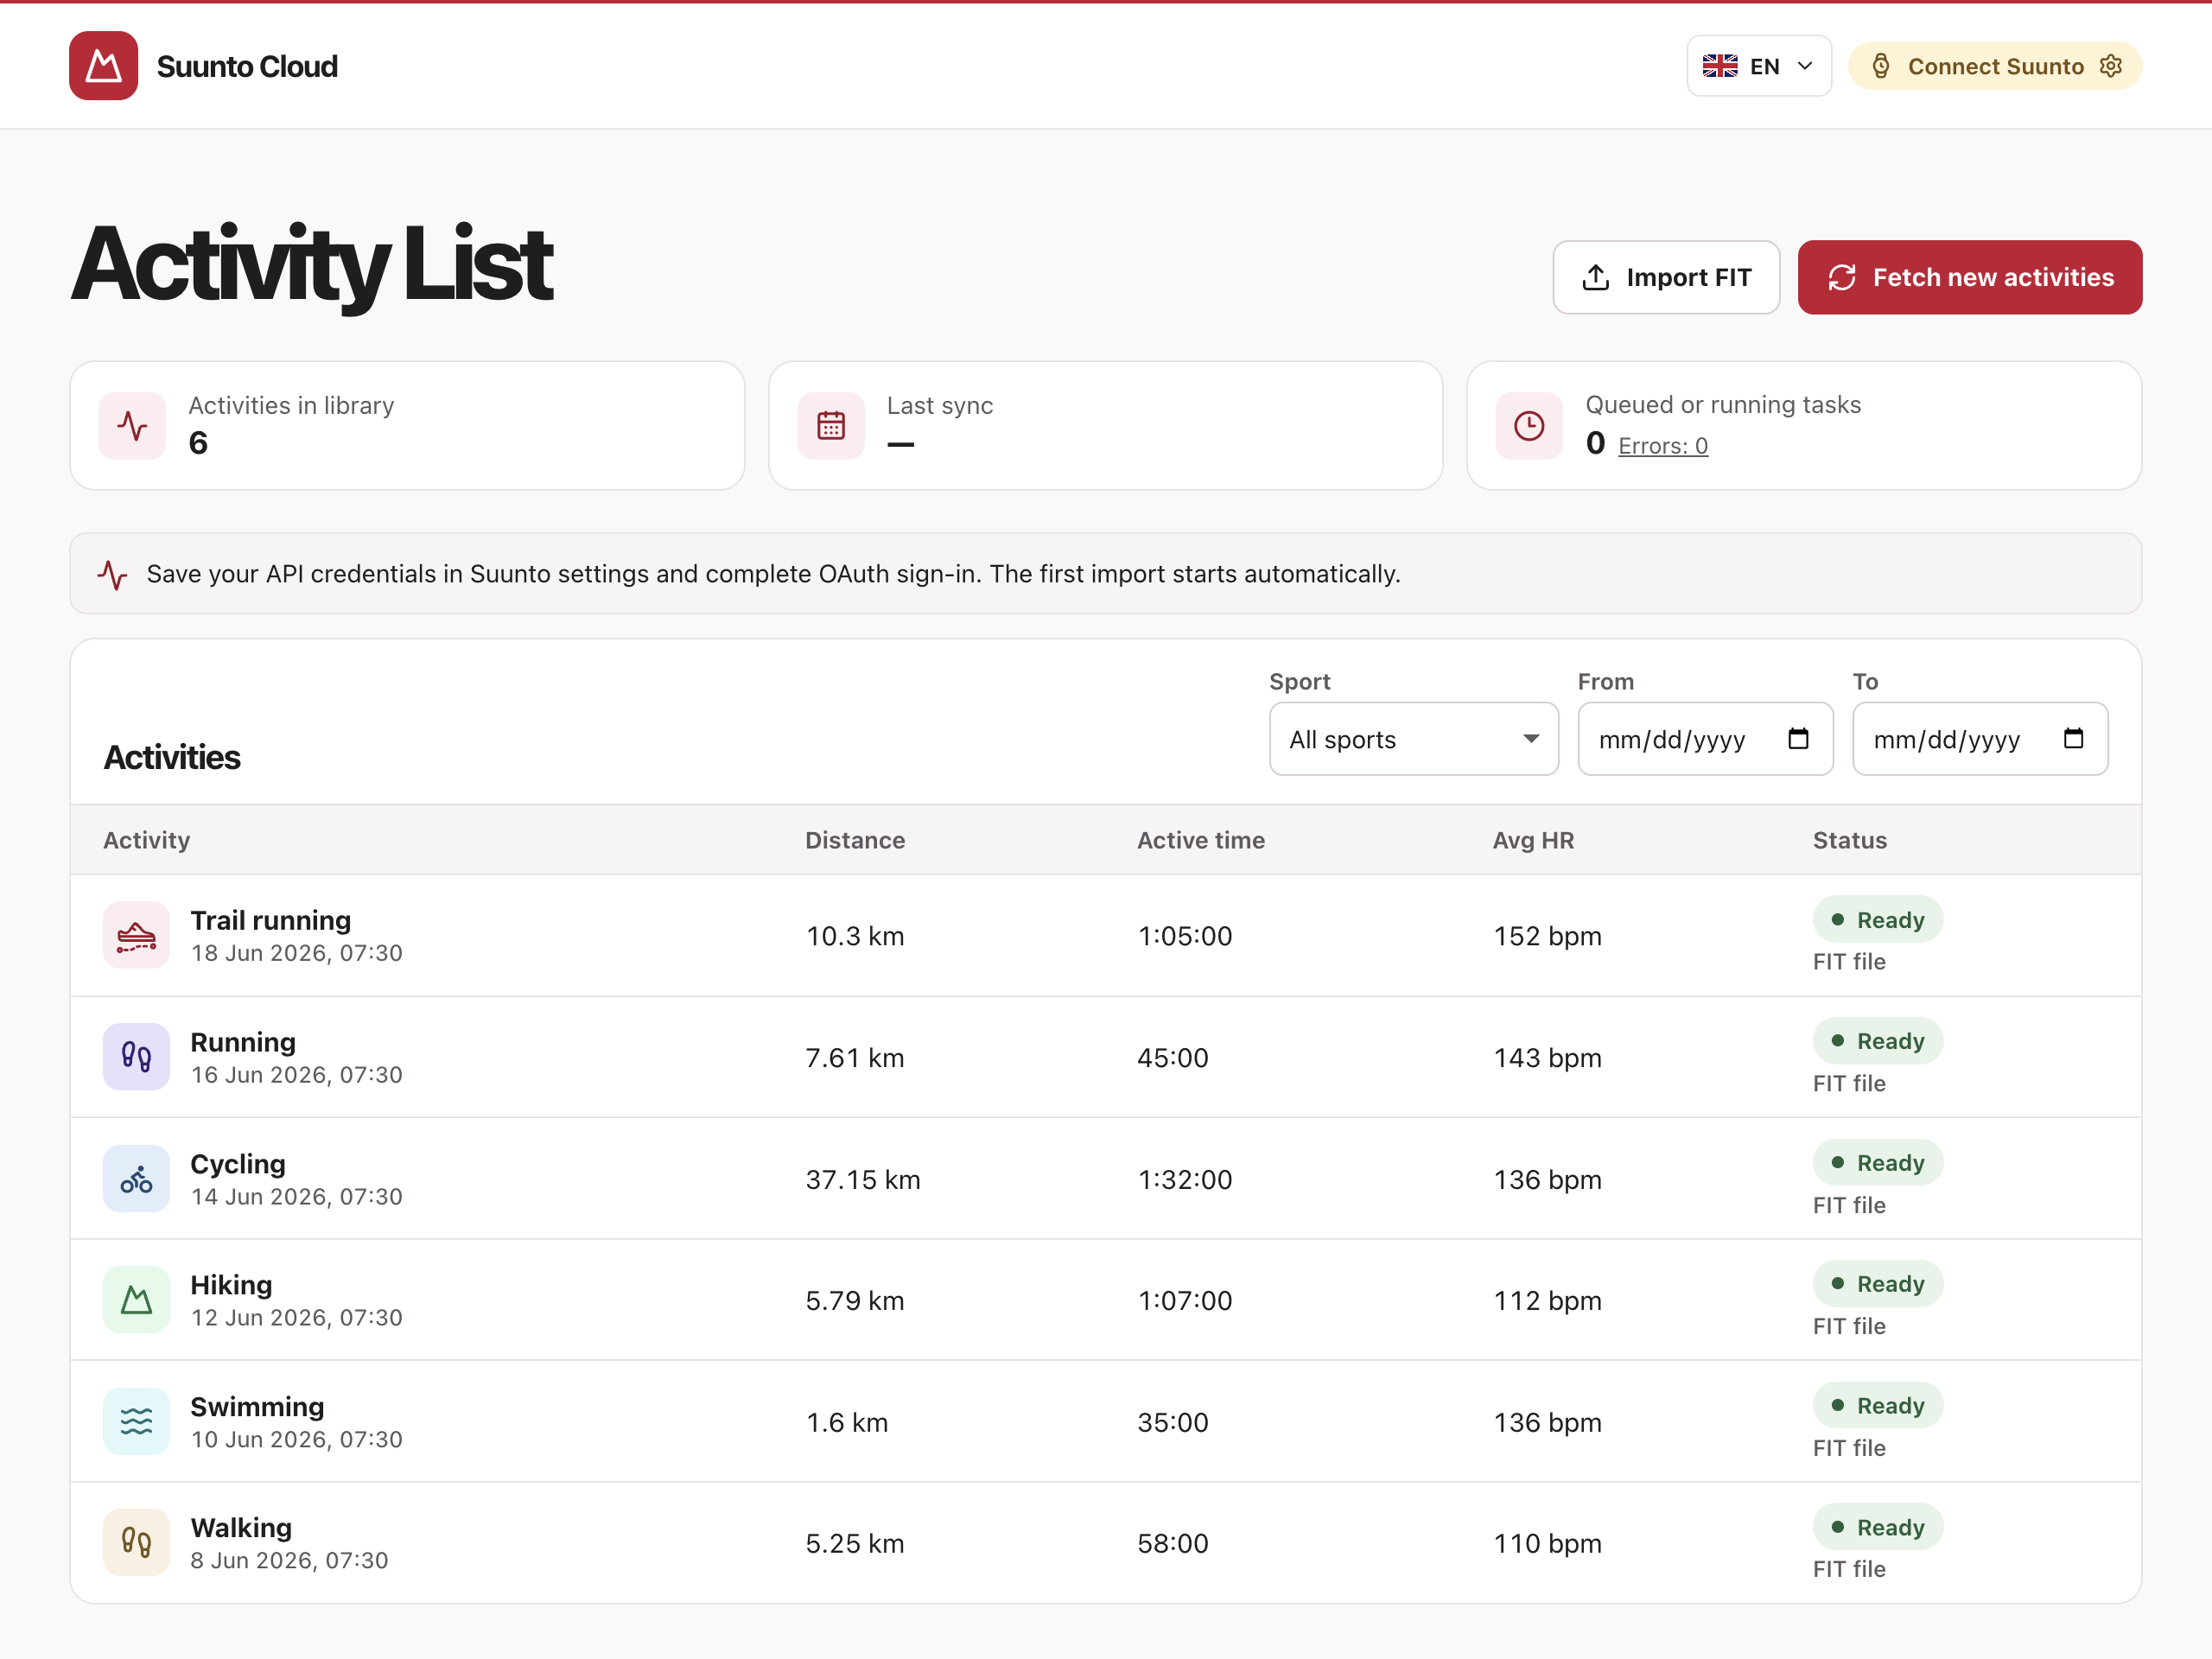 Suunto Cloud
EN
Connect Suunto
Activity List
Import FIT
Fetch new activities
Activities in library
6
Last sync
—
Queued or running tasks
0 Errors: 0
Save your API credentials in Suunto settings and complete OAuth sign-in. The first import starts automatically.
Activities
Sport
All sports
From
mm/dd/yyyy
To
mm/dd/yyyy
Activity Distance Active time Avg HR Status
Trail running
18 Jun 2026, 07:30
10.3 km
1:05:00
152 bpm
Ready
FIT file
Running
16 Jun 2026, 07:30
7.61 km
45:00
143 bpm
Ready
FIT file
Cycling
14 Jun 2026, 07:30
37.15 km
1:32:00
136 bpm
Ready
FIT file
Hiking
12 Jun 2026, 07:30
5.79 km
1:07:00
112 bpm
Ready
FIT file
Swimming
10 Jun 2026, 07:30
1.6 km
35:00
136 bpm
Ready
FIT file
Walking
8 Jun 2026, 07:30
5.25 km
58:00
110 bpm
Ready
FIT file